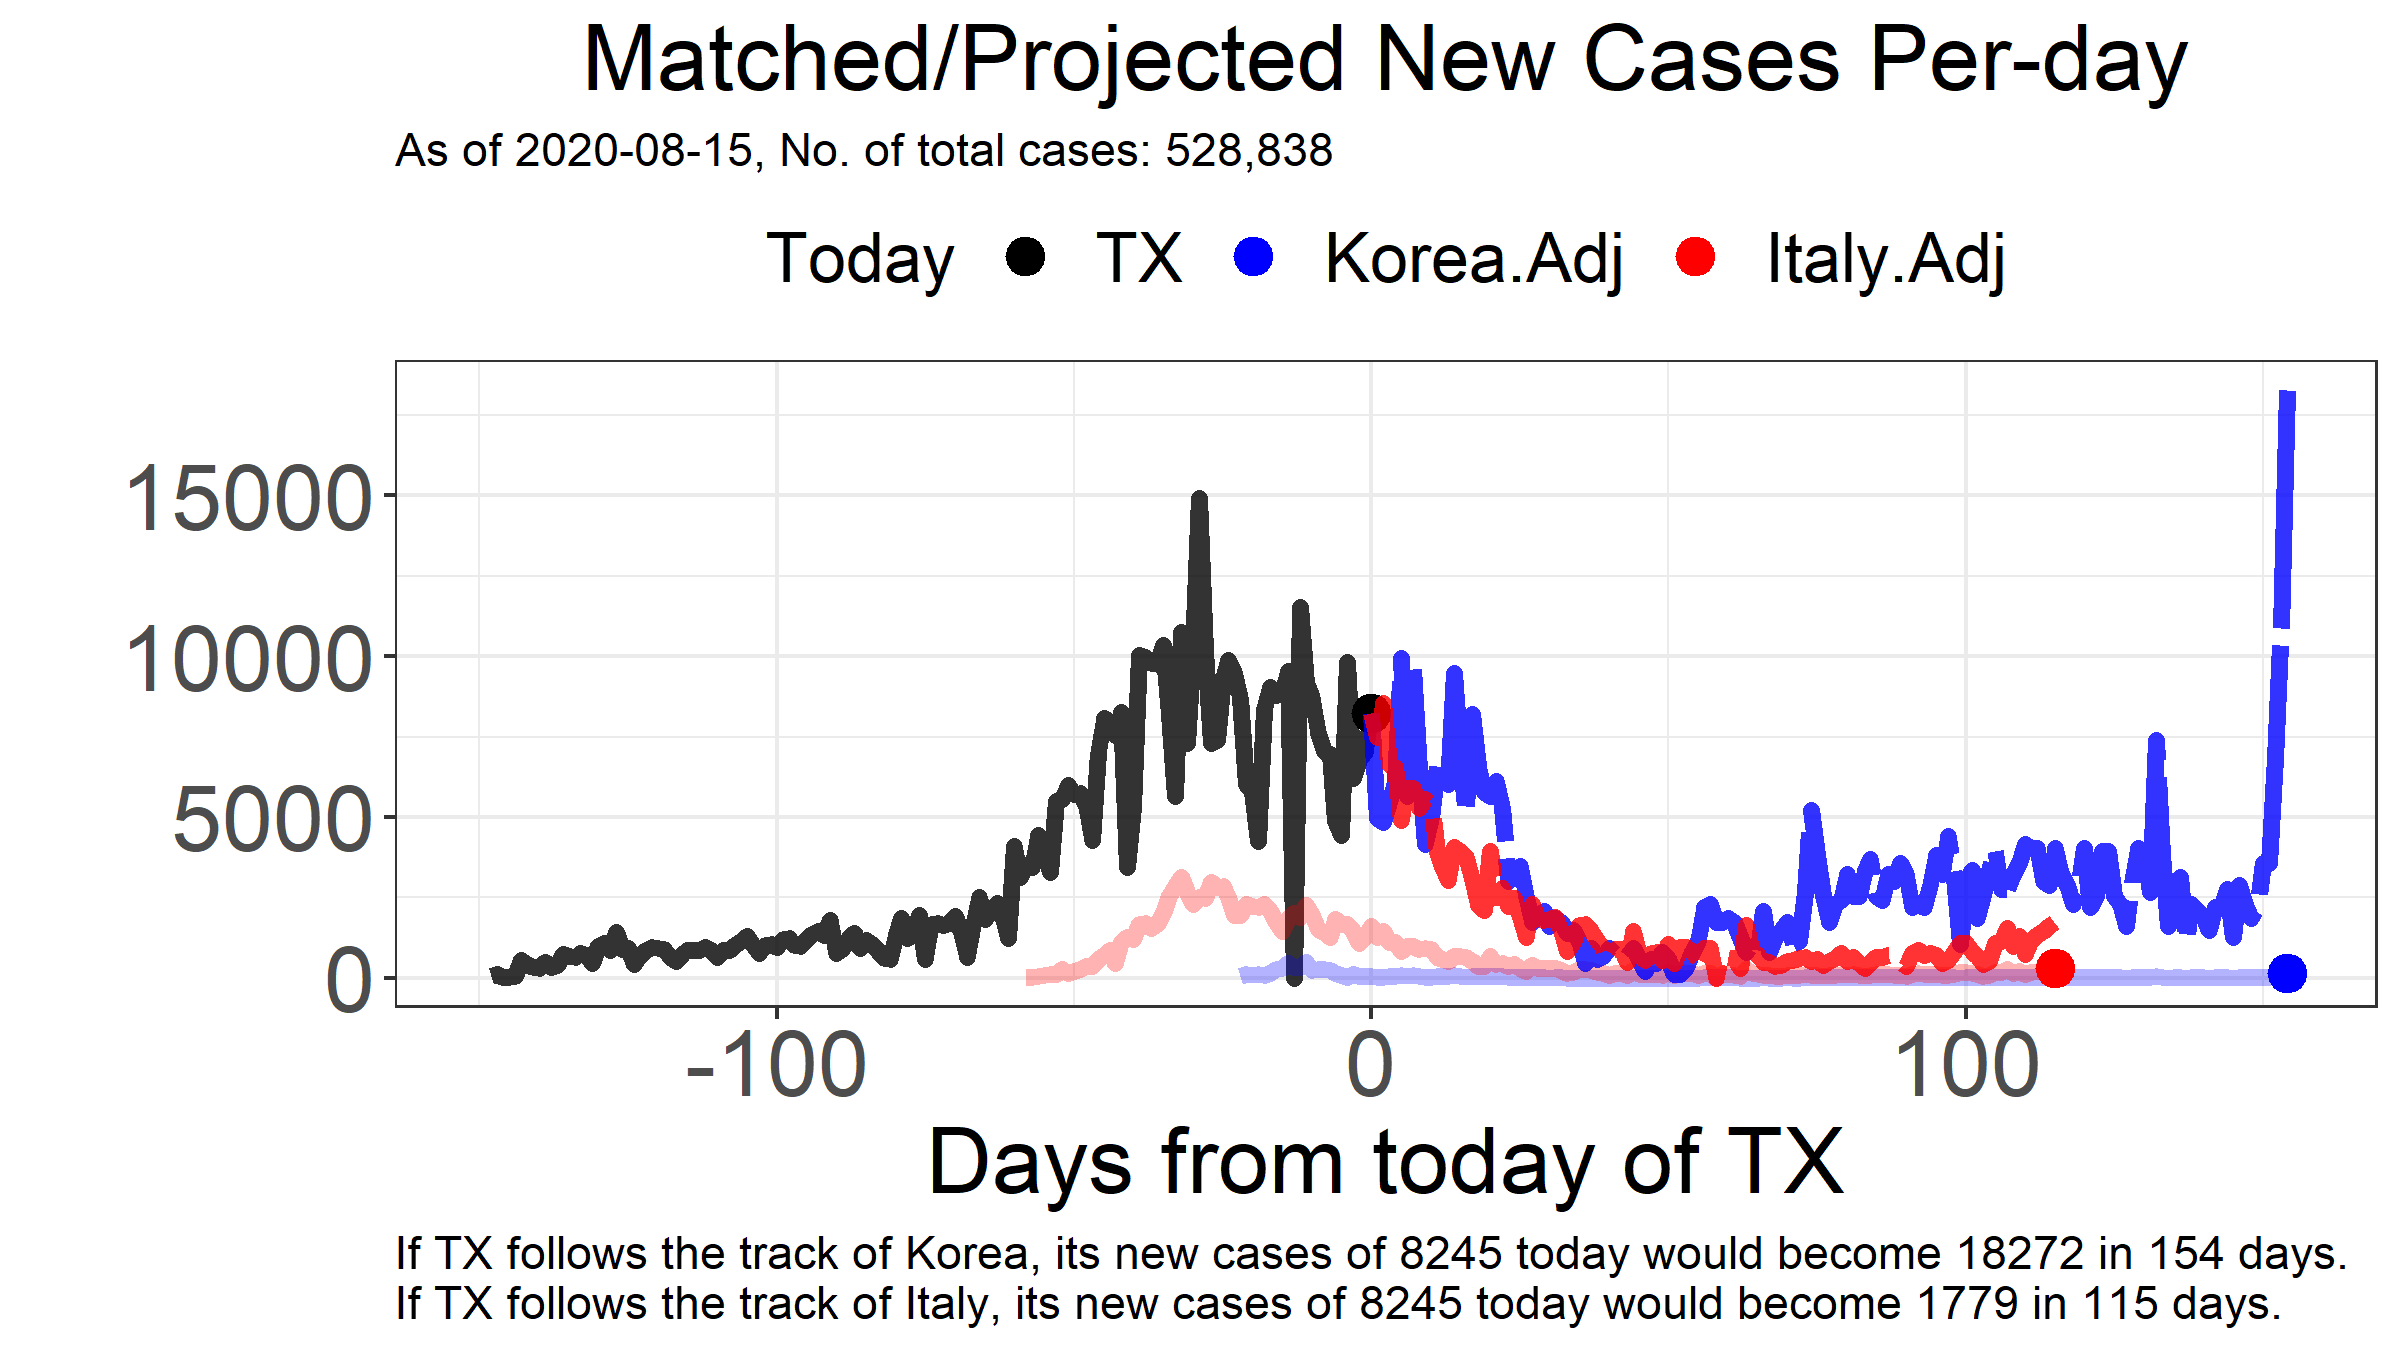 Matched/Projected New Cases Per-day
As of 2020-08-15, No. of total cases: 528,838
Today TX Korea.Adj Italy.Adj
15000
10000
5000
0
-100 0 100
Days from today of TX
If TX follows the track of Korea, its new cases of 8245 today would become 18272 in 154 days.
If TX follows the track of Italy, its new cases of 8245 today would become 1779 in 115 days.